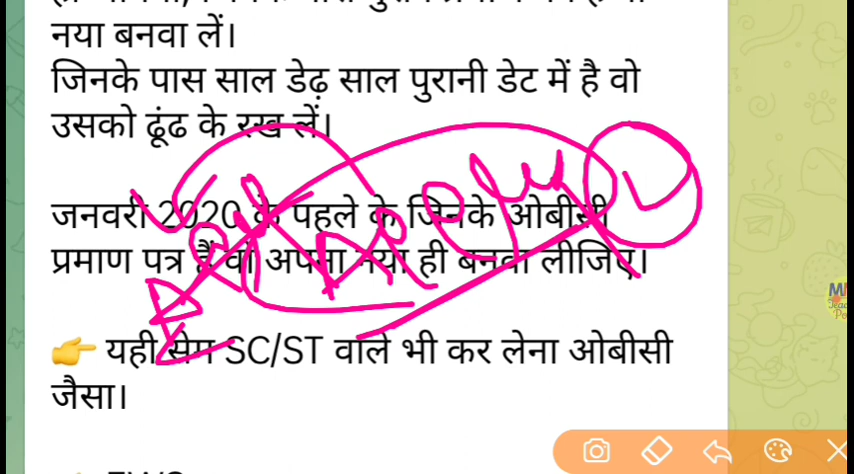 नया बनवा लें।
जिनके पास साल डेढ़ साल पुरानी डेट में है वो
उसको ढूंढ के रख लें।
जनवरी 2020 के पहले के जिनके ओबीसी
प्रमाण पत्र हैं वो अपना नया ही बनवा लीजिए।
👉 यही सेम SC/ST वाले भी कर लेना ओबीसी
जैसा।